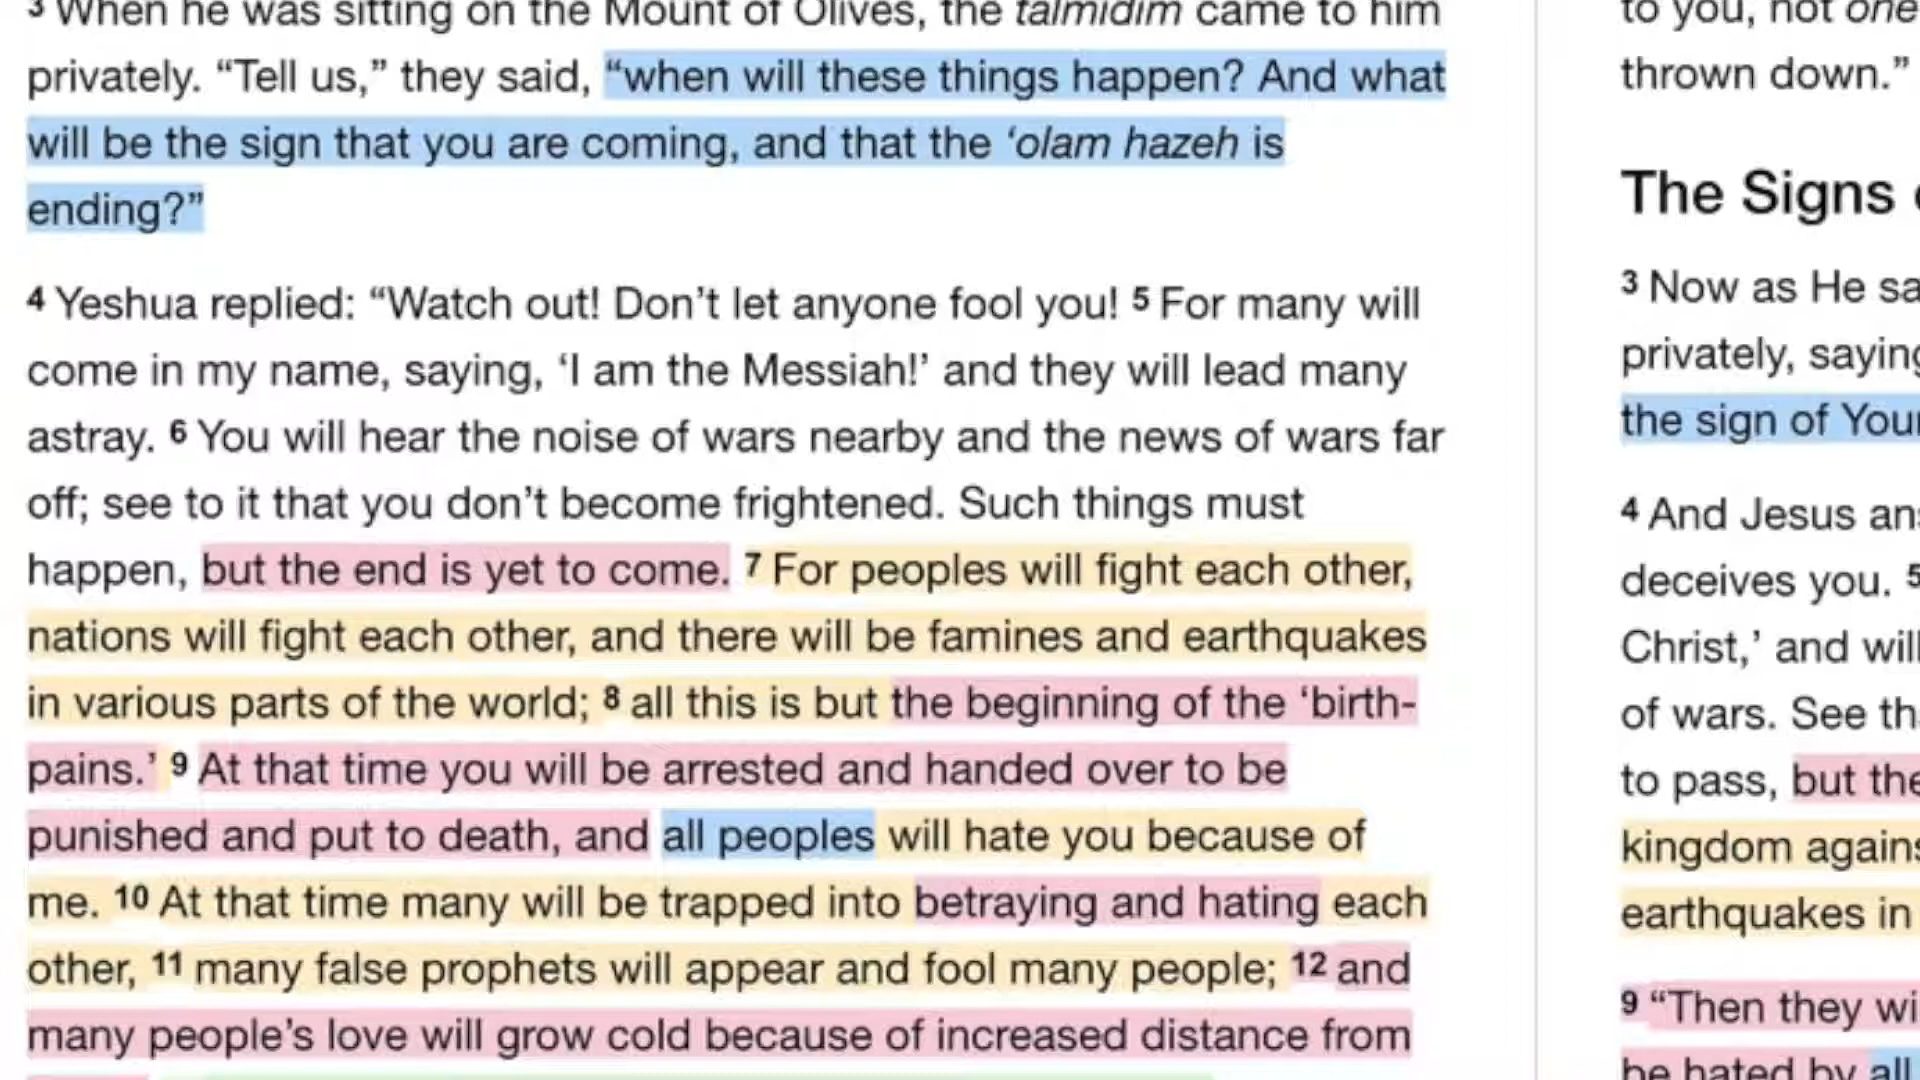 3 When he was sitting on the Mount of Olives, the talmidim came to him
privately. “Tell us,” they said, “when will these things happen? And what
will be the sign that you are coming, and that the ‘olam hazeh is
ending?”
4 Yeshua replied: “Watch out! Don’t let anyone fool you! 5 For many will
come in my name, saying, ‘I am the Messiah!’ and they will lead many
astray. 6 You will hear the noise of wars nearby and the news of wars far
off; see to it that you don’t become frightened. Such things must
happen, but the end is yet to come. 7 For peoples will fight each other,
nations will fight each other, and there will be famines and earthquakes
in various parts of the world; 8 all this is but the beginning of the ‘birth-
pains.’ 9 At that time you will be arrested and handed over to be
punished and put to death, and all peoples will hate you because of
me. 10 At that time many will be trapped into betraying and hating each
other, 11 many false prophets will appear and fool many people; 12 and
many people’s love will grow cold because of increased distance from
to you, not one
thrown down.”
The Signs
3 Now as He sa
privately, saying
the sign of Your
4 And Jesus ans
deceives you. 5
Christ,’ and will
of wars. See th
to pass, but the
kingdom agains
earthquakes in
9 “Then they wi
be hated by all